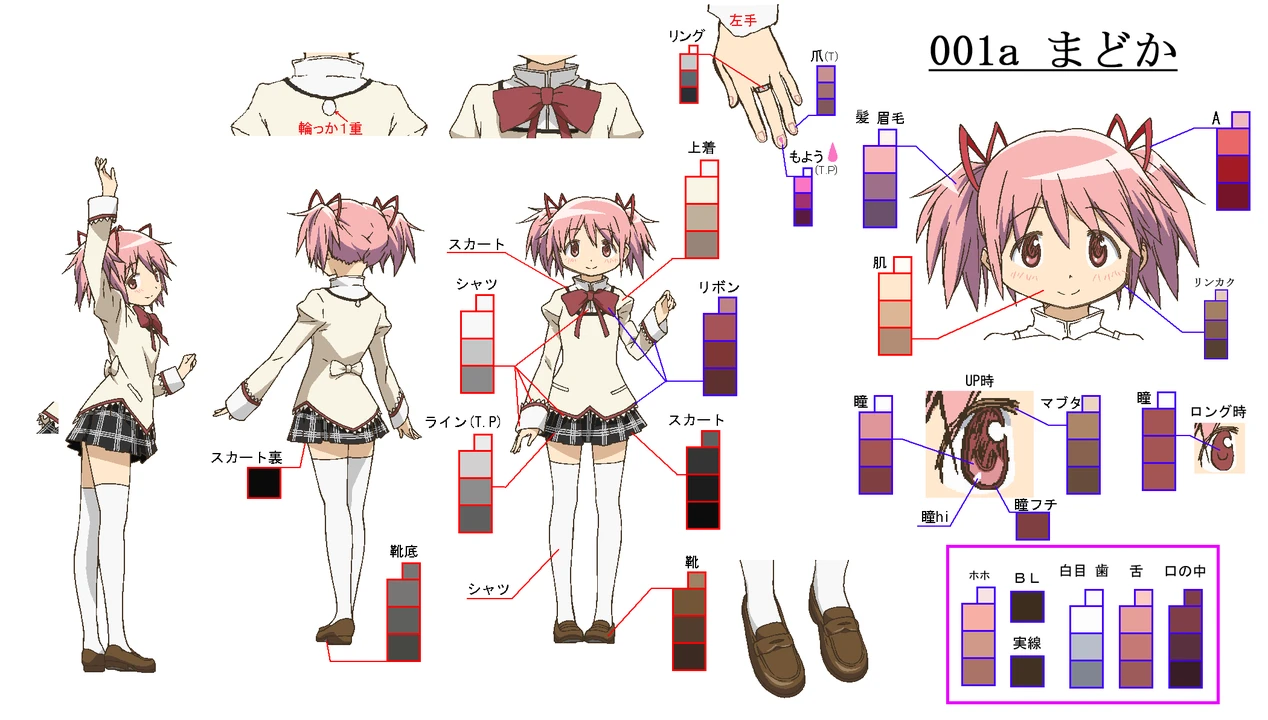 001a まどか
左手
リング
爪(T)
もよう
(T.P)
輪っか1重
髪 眉毛
A
上着
スカート
シャツ
リボン
肌
リンカク
UP時
瞳
マブタ
瞳
ロング時
瞳フチ
瞳hi
ライン(T.P)
スカート
スカート裏
靴底
シャツ
靴
ホホ
BL
実線
白目 歯
舌
口の中